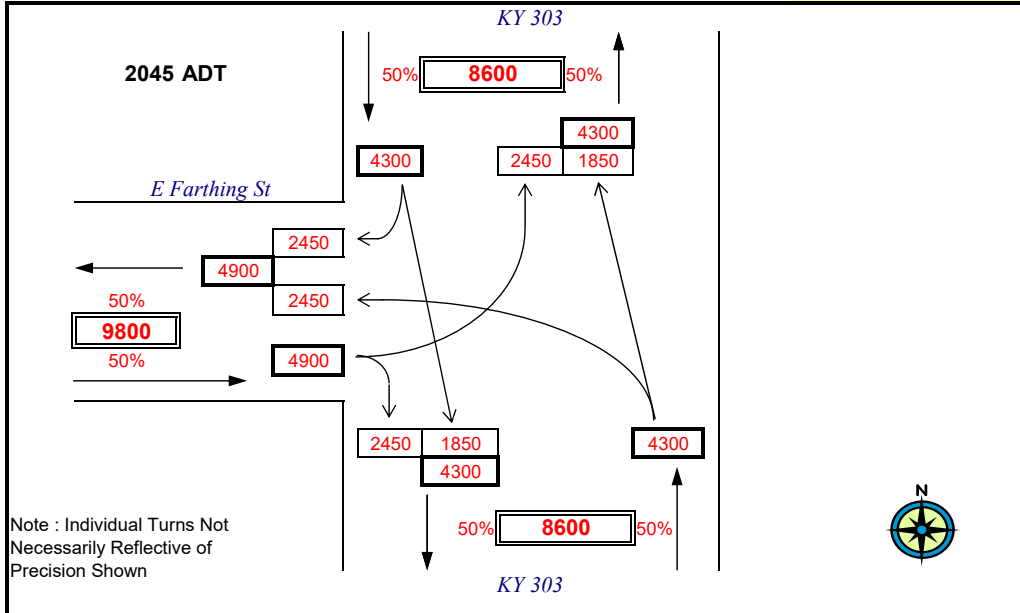 KY 303
2045 ADT
50% 8600 50%
4300
4300
2450 1850
E Farthing St
2450
4900
2450
50%
9800
50%
4900
2450 1850
4300
4300
Note : Individual Turns Not
Necessarily Reflective of
Precision Shown
50% 8600 50%
N
KY 303